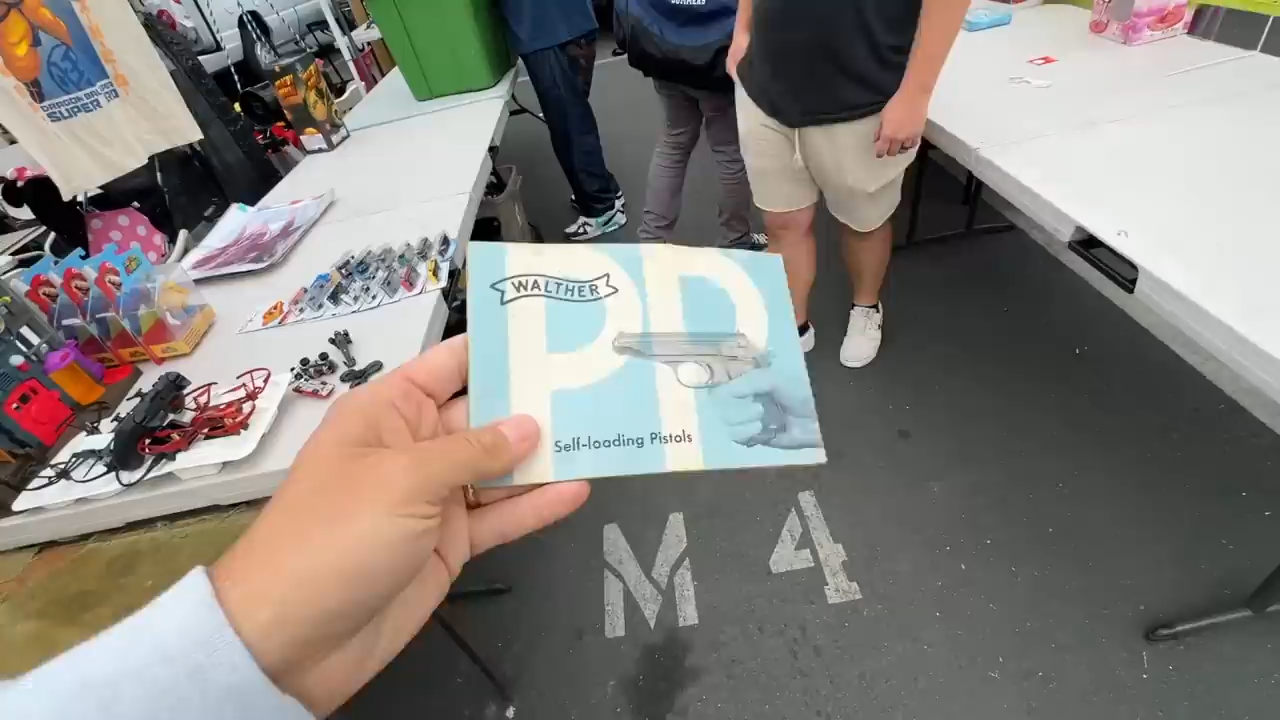 DRAGON BALL
SUPER
WALTHER
PP
Self-loading Pistols
M 4